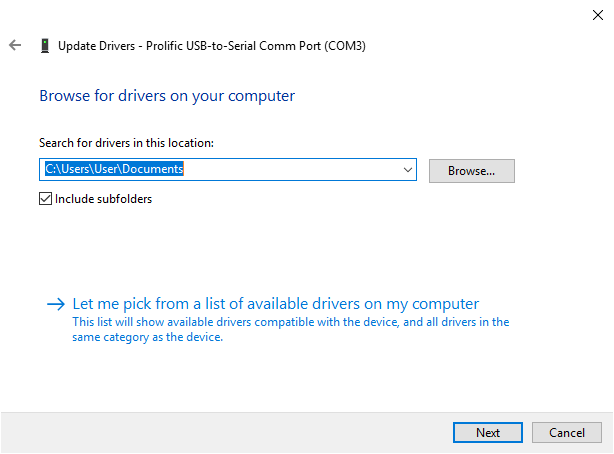 Update Drivers - Prolific USB-to-Serial Comm Port (COM3)
Browse for drivers on your computer
Search for drivers in this location:
C:\Users\User\Documents
Browse...
Include subfolders
Let me pick from a list of available drivers on my computer
This list will show available drivers compatible with the device, and all drivers in the
same category as the device.
Next
Cancel